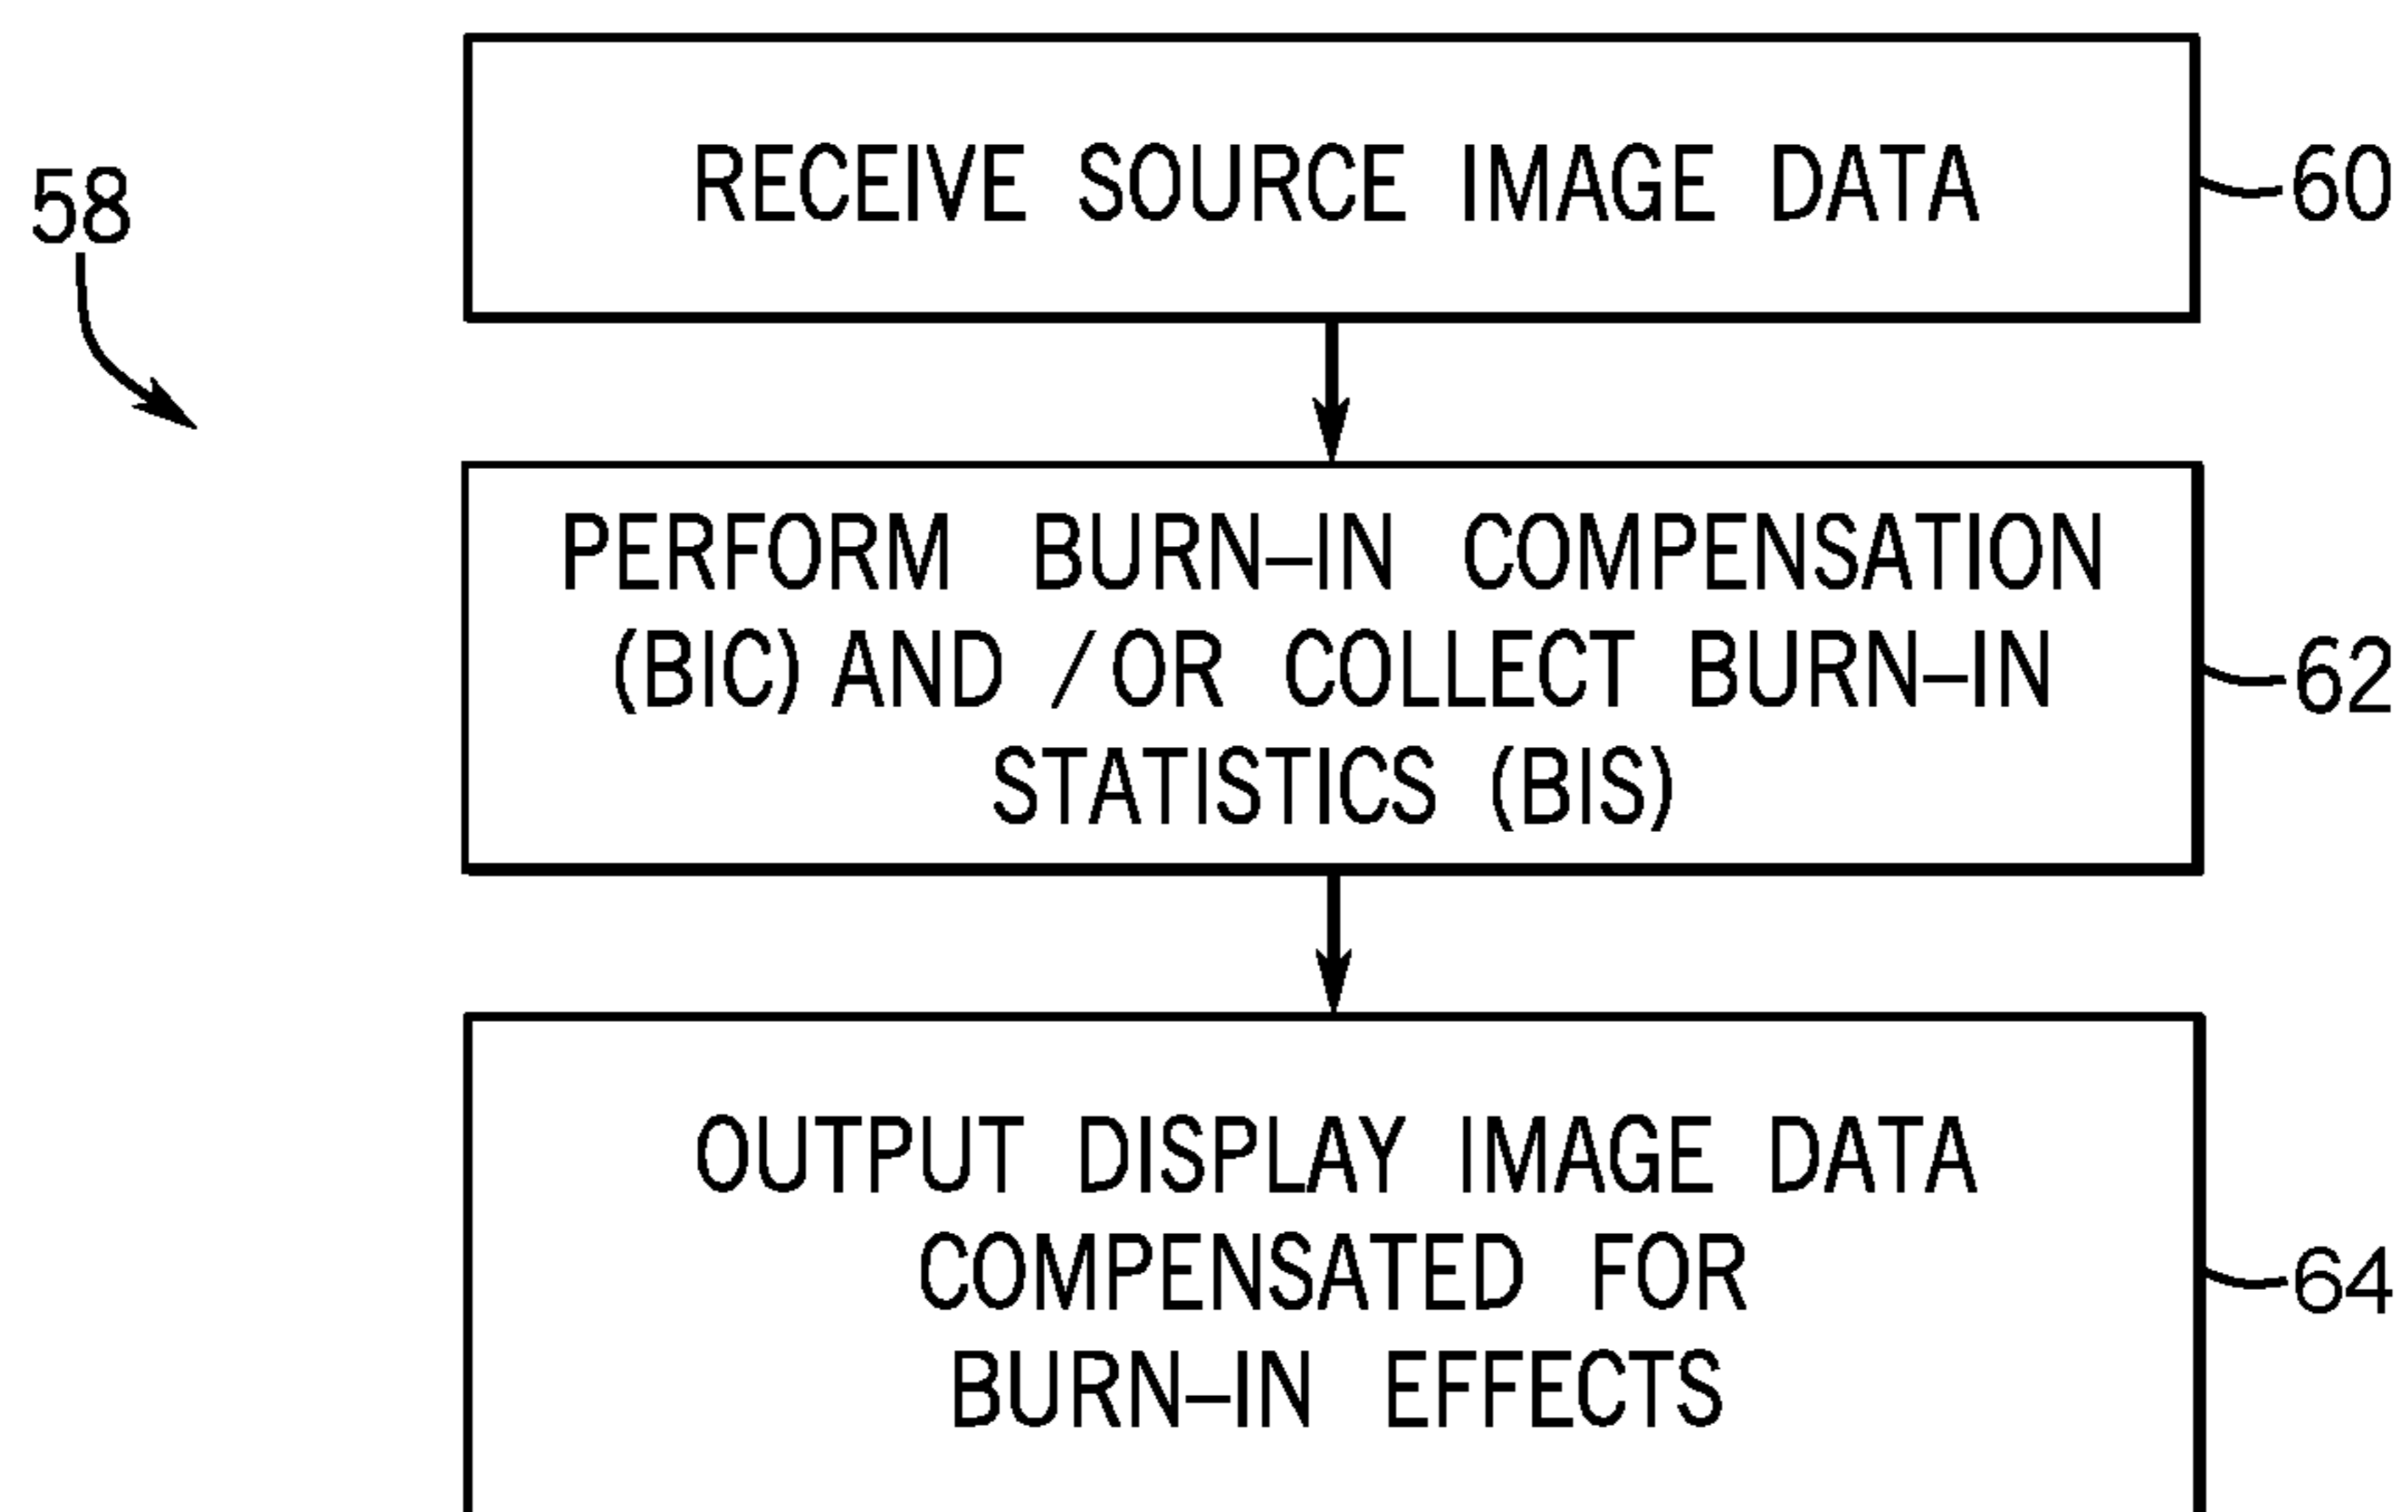 RECEIVE SOURCE IMAGE DATA
60
58
PERFORM BURN–IN COMPENSATION
(BIC) AND /OR COLLECT BURN–IN
STATISTICS (BIS)
62
OUTPUT DISPLAY IMAGE DATA
COMPENSATED FOR
BURN–IN EFFECTS
64